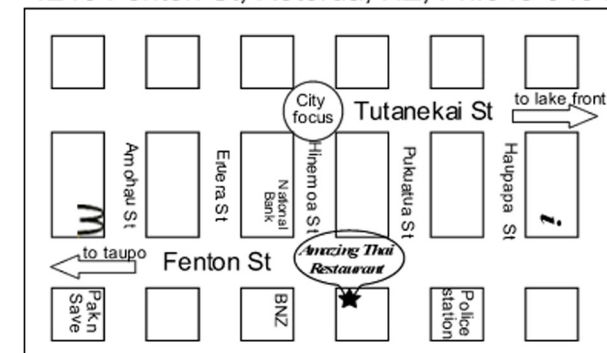 City
focus
Tutanekai St
to lake front
Amohau St
Eruera St
National
Bank
Hinemoa St
Pukuatua St
Haupapa St
i
to taupo
Fenton St
Amazing Thai
Restaurant
Pakn
Save
BNZ
Police
station